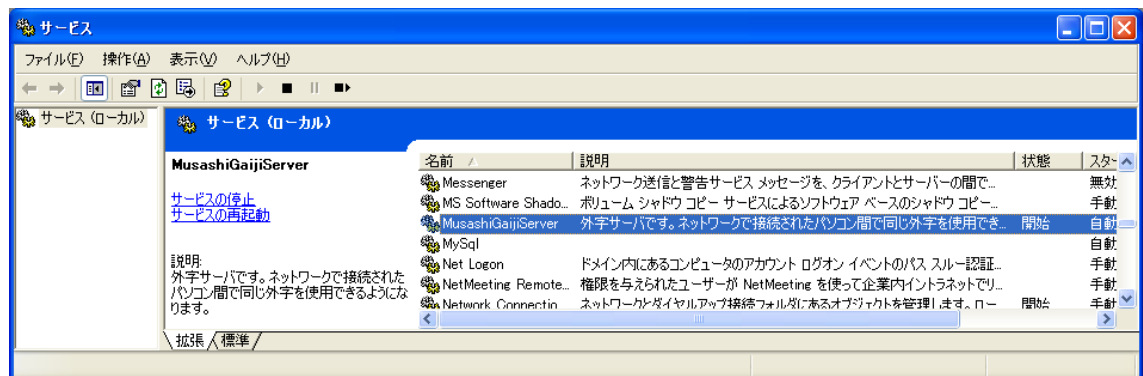 サービス
ファイル(F) 操作(A) 表示(V) ヘルプ(H)
サービス (ローカル)
サービス (ローカル)
MusashiGaijiServer
サービスの停止
サービスの再起動
説明:
外字サーバです。ネットワークで接続された
パソコン間で同じ外字を使用できるようにな
ります。
名前 説明 状態 スター
Messenger ネットワーク送信と警告サービス メッセージを、クライアントとサーバーの間で... 無効
MS Software Shado... ボリューム シャドウ コピー サービスによるソフトウェア ベースのシャドウ コピー... 手動
MusashiGaijiServer 外字サーバです。ネットワークで接続されたパソコン間で同じ外字を使用でき... 開始 自動
MySql 自動
Net Logon ドメイン内にあるコンピュータのアカウント ログオン イベントのパス スルー認証... 手動
NetMeeting Remote... 権限を与えられたユーザーが NetMeeting を使って企業内イントラネットでリ... 手動
Network Connectio ネットワークとダイヤルアップ接続フォルダにあるオブジェクトを管理します。ロー 開始 手動
拡張 標準